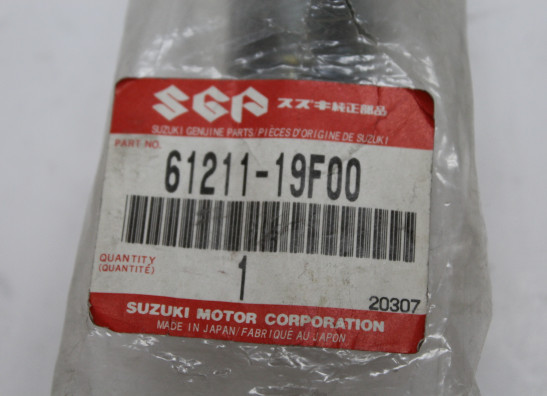 SGP スズキ純正部品
SUZUKI GENUINE PARTS/PIÈCES D'ORIGINE DE SUZUKI
PART NO.
61211-19F00
QUANTITY
(QUANTITÉ)
1
20307
SUZUKI MOTOR CORPORATION
MADE IN JAPAN/FABRIQUÉ AU JAPON